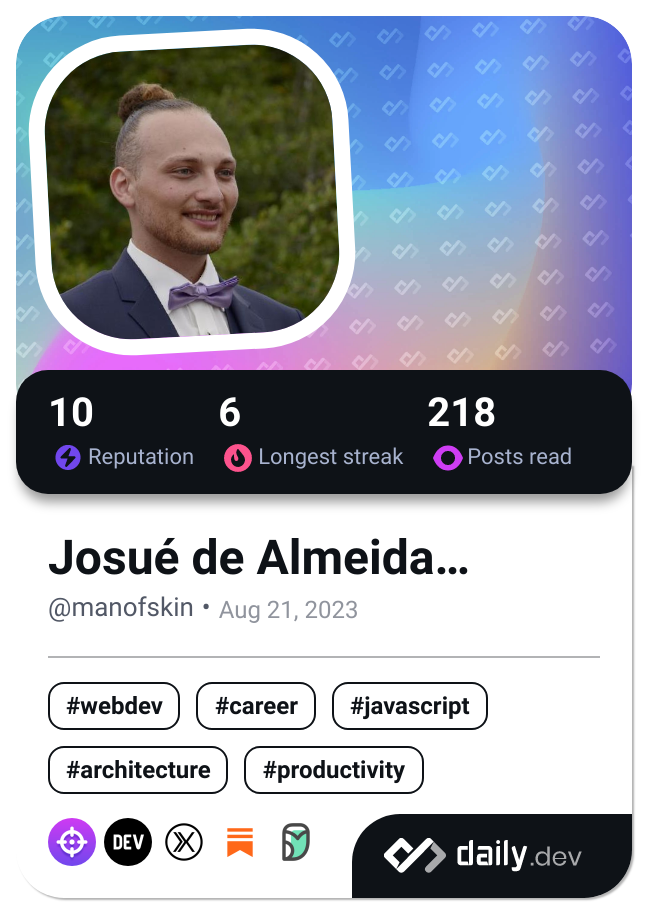 10 6 218
Reputation Longest streak Posts read
Josué de Almeida...
@manofskin • Aug 21, 2023
#webdev #career #javascript
#architecture #productivity
DEV
daily.dev